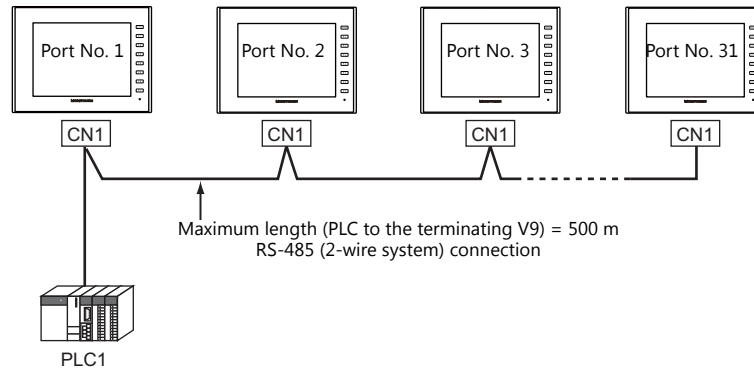 Port No. 1
Port No. 2
Port No. 3
Port No. 31
CN1
CN1
CN1
CN1
Maximum length (PLC to the terminating V9) = 500 m
RS-485 (2-wire system) connection
PLC1